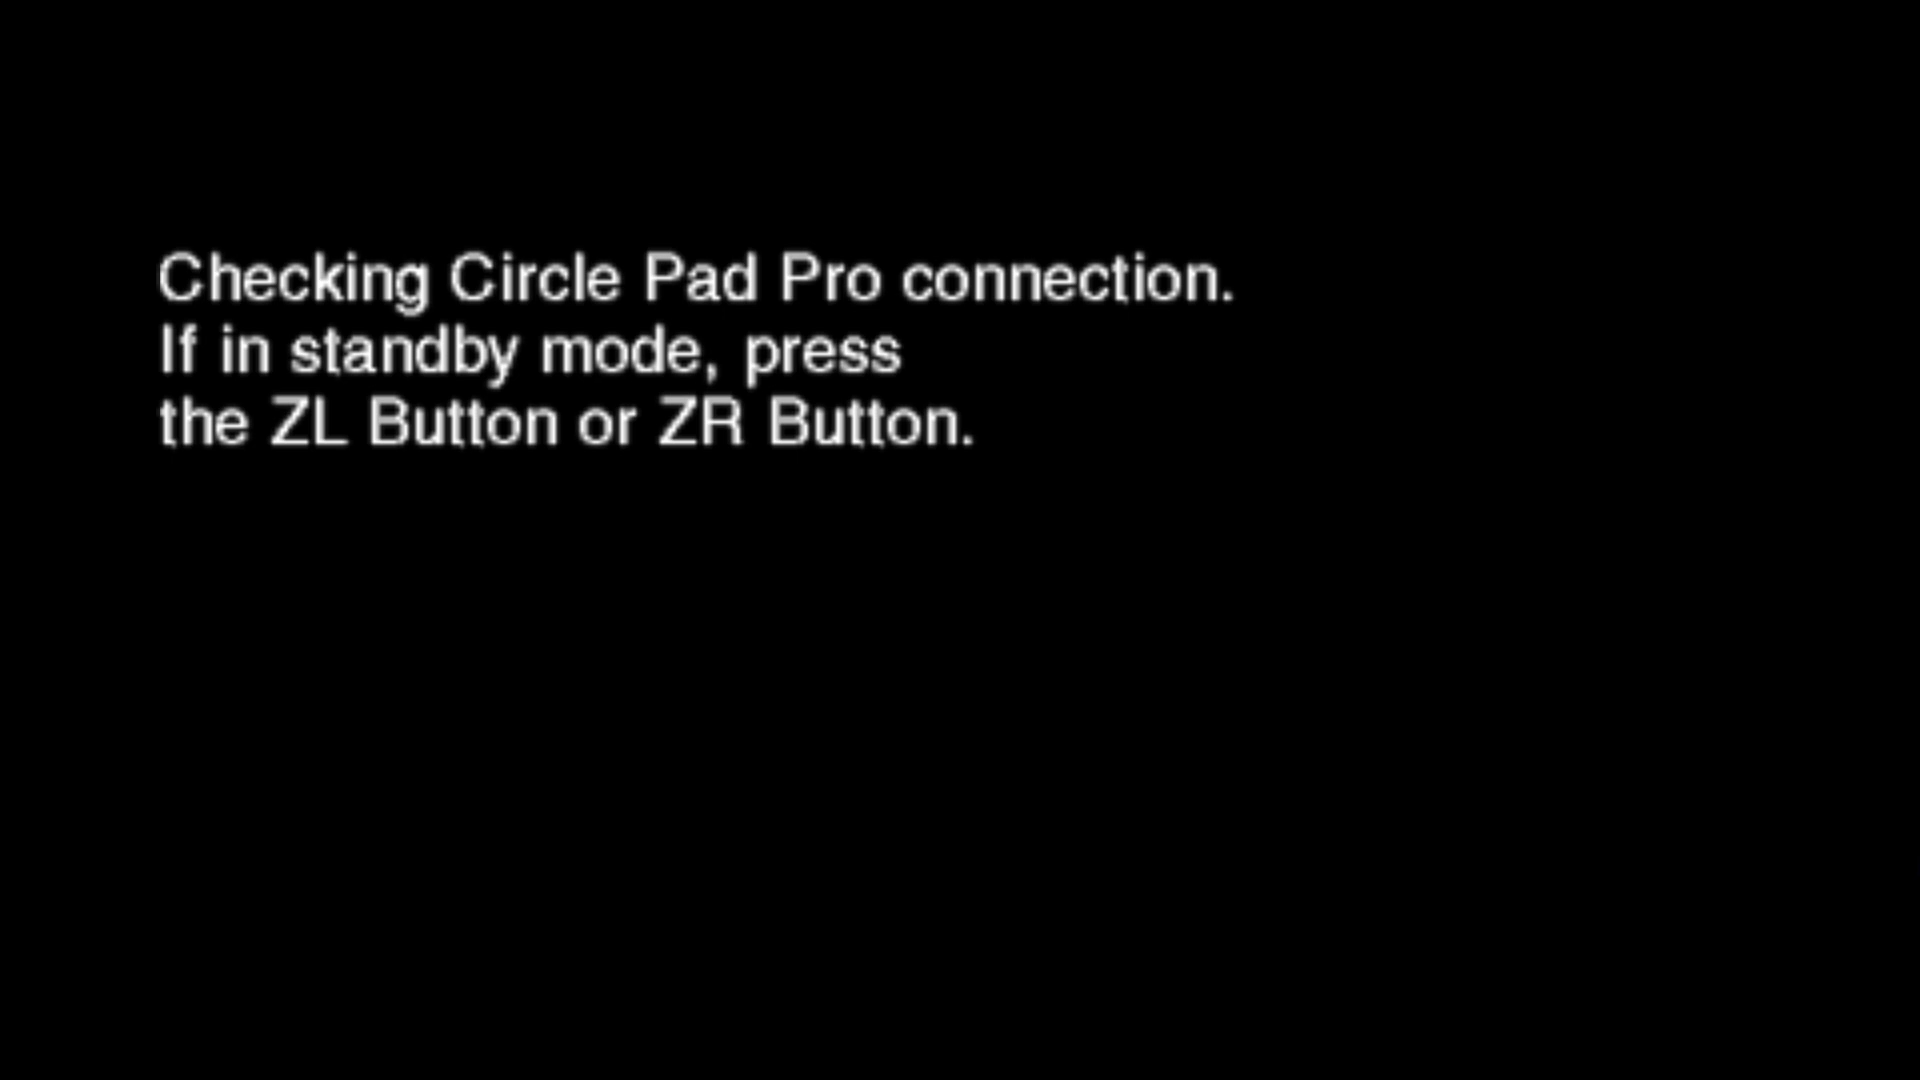 Checking Circle Pad Pro connection.
If in standby mode, press
the ZL Button or ZR Button.